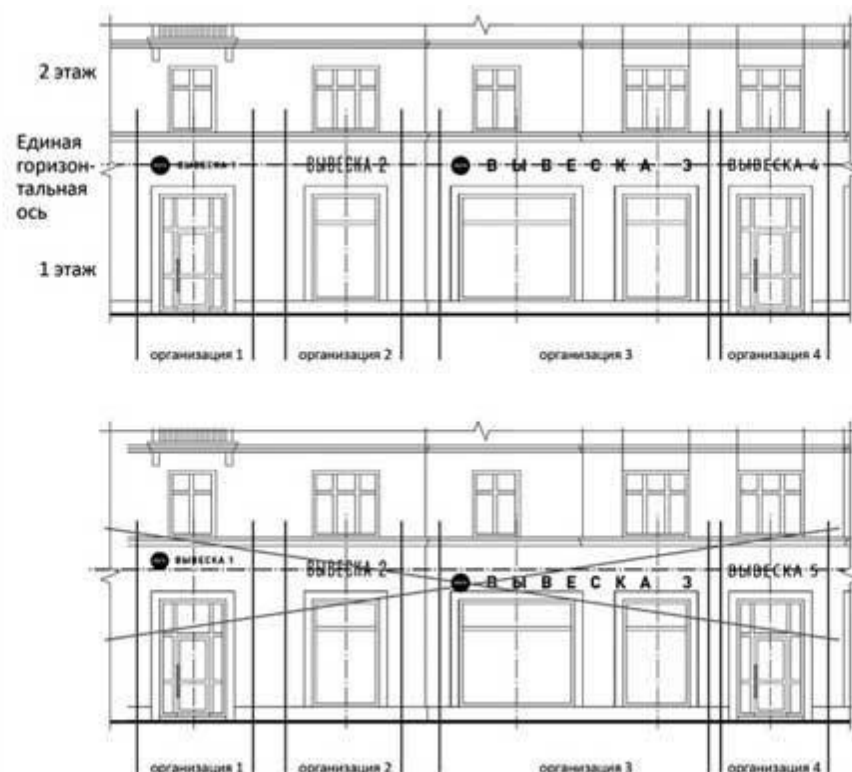 2 этаж
Единая
горизон-
тальная
ось
1 этаж
ВЫВЕСКА 1
ВЫВЕСКА 2
ВЫВЕСКА 3
ВЫВЕСКА 4
организация 1
организация 2
организация 3
организация 4
ВЫВЕСКА 1
ВЫВЕСКА 2
ВЫВЕСКА 3
ВЫВЕСКА 5
организация 1
организация 2
организация 3
организация 4